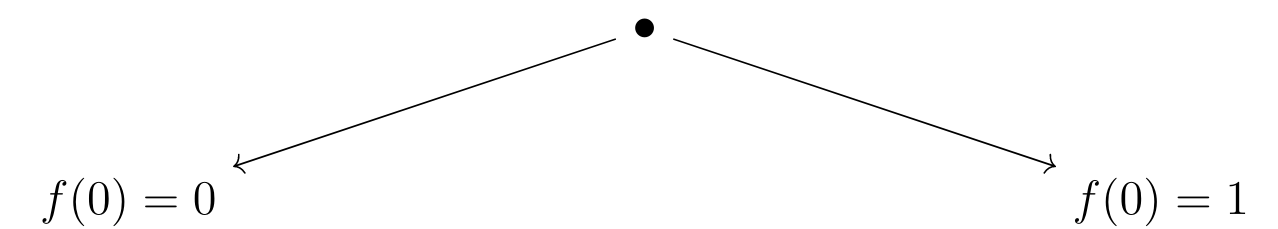 f(0) = 0
f(0) = 1